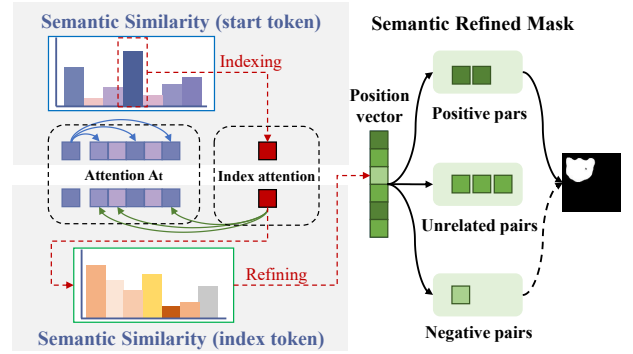 Semantic Similarity (start token)
Semantic Refined Mask
Indexing
Position
vector
Positive pars
Attention At
Index attention
Unrelated pairs
Refining
Negative pairs
Semantic Similarity (index token)